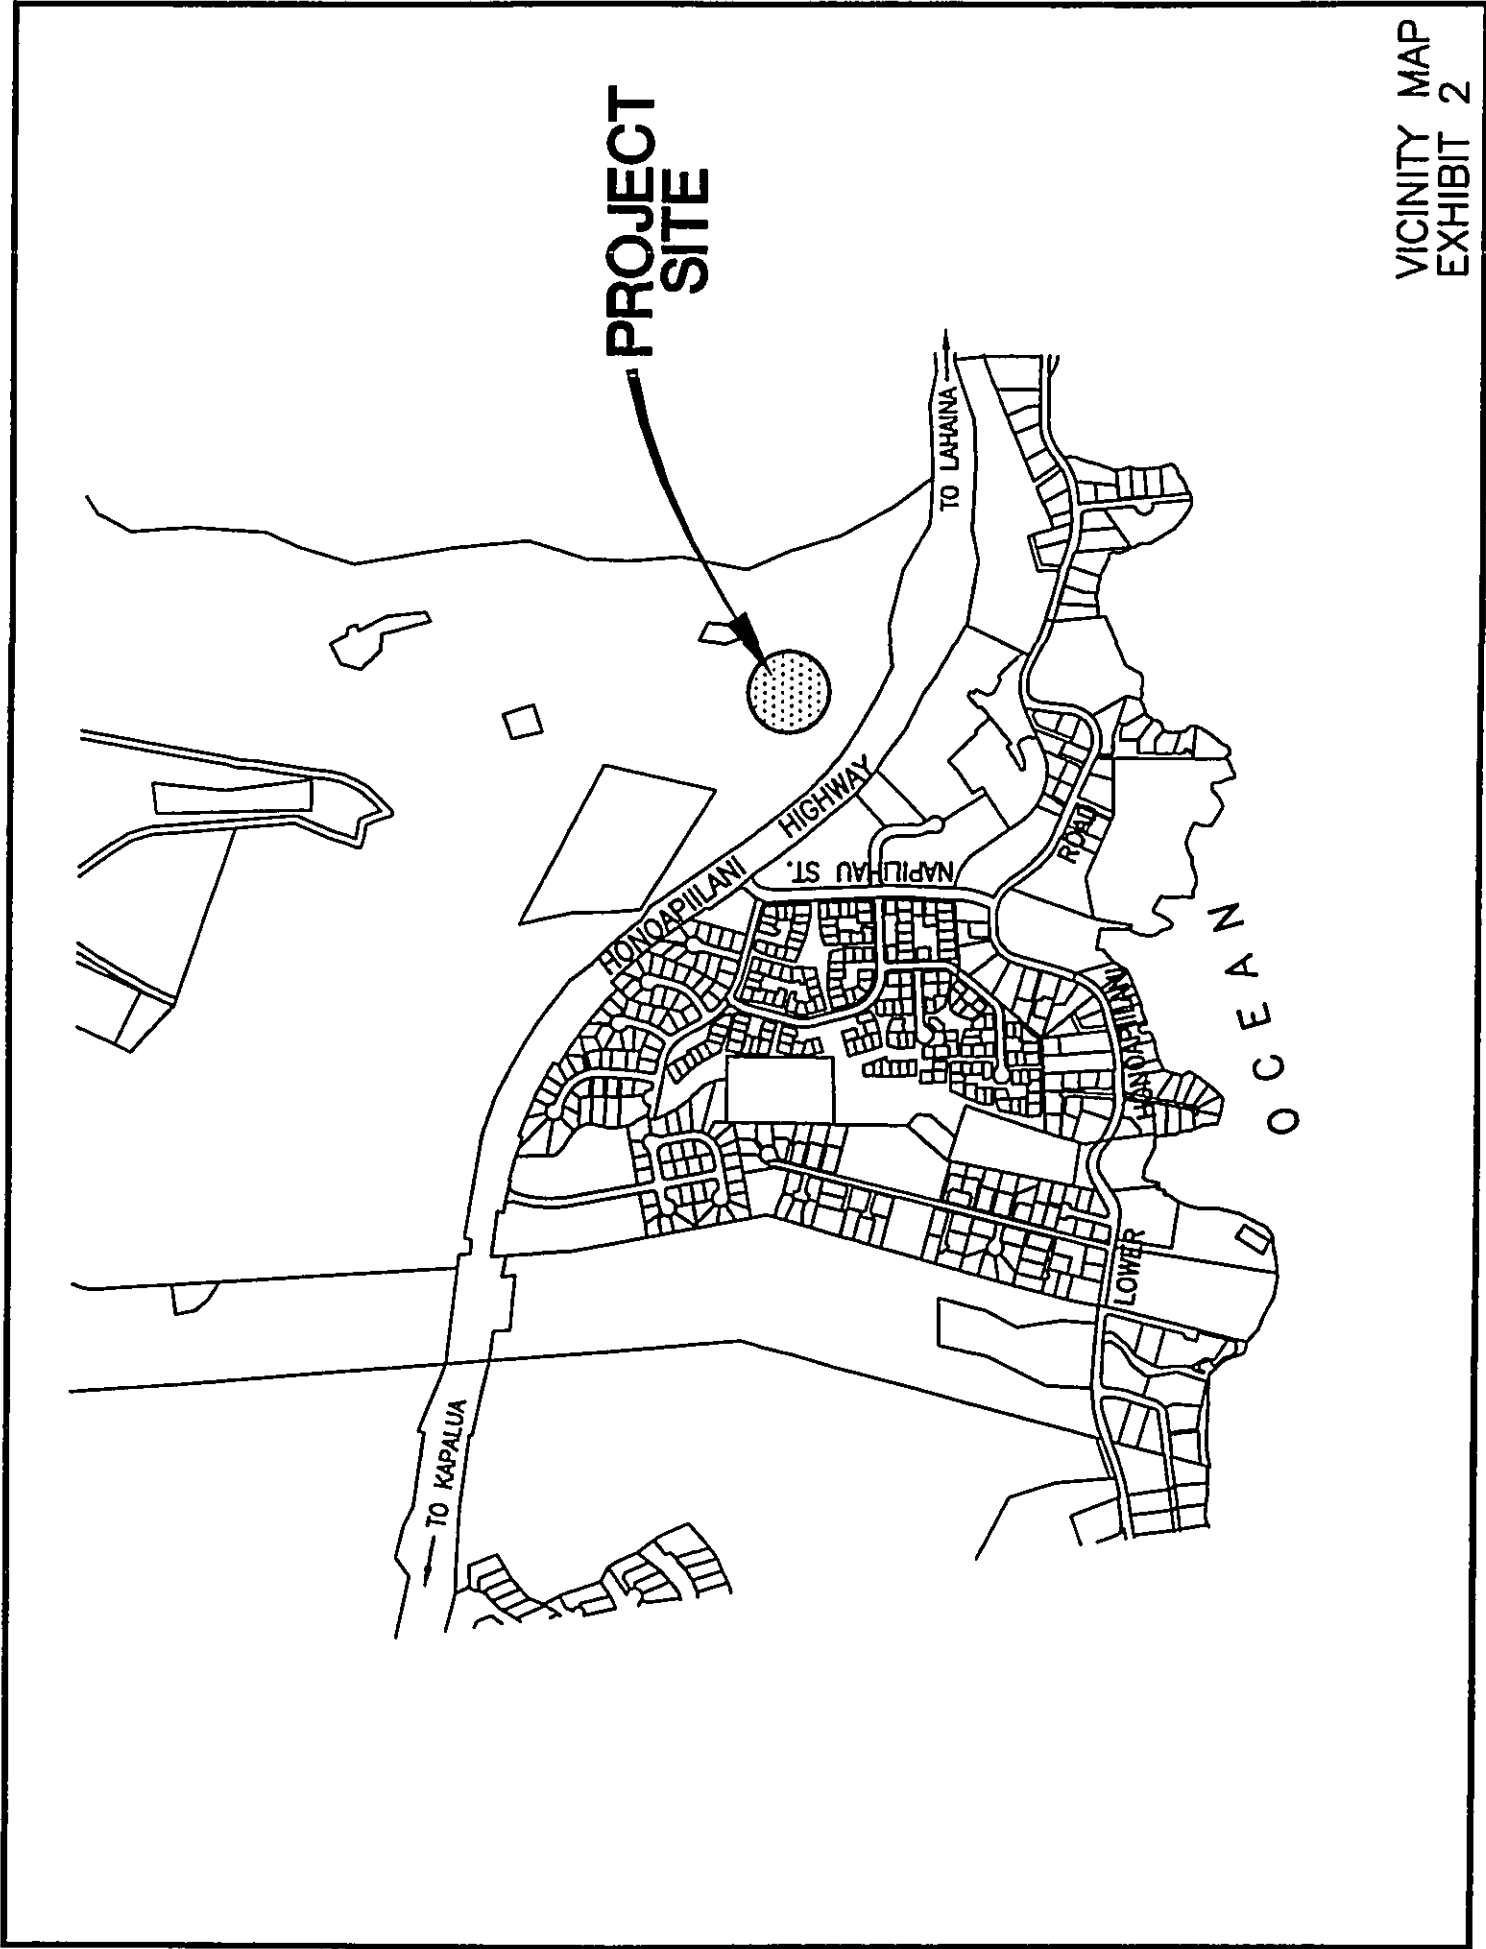 PROJECT
SITE
TO LAHAINA
HONOAPIILANI HIGHWAY
NAPILIHAU ST.
ROAD
HONOAPIILANI
LOWER
TO KAPALUA
OCEAN
VICINITY MAP
EXHIBIT 2